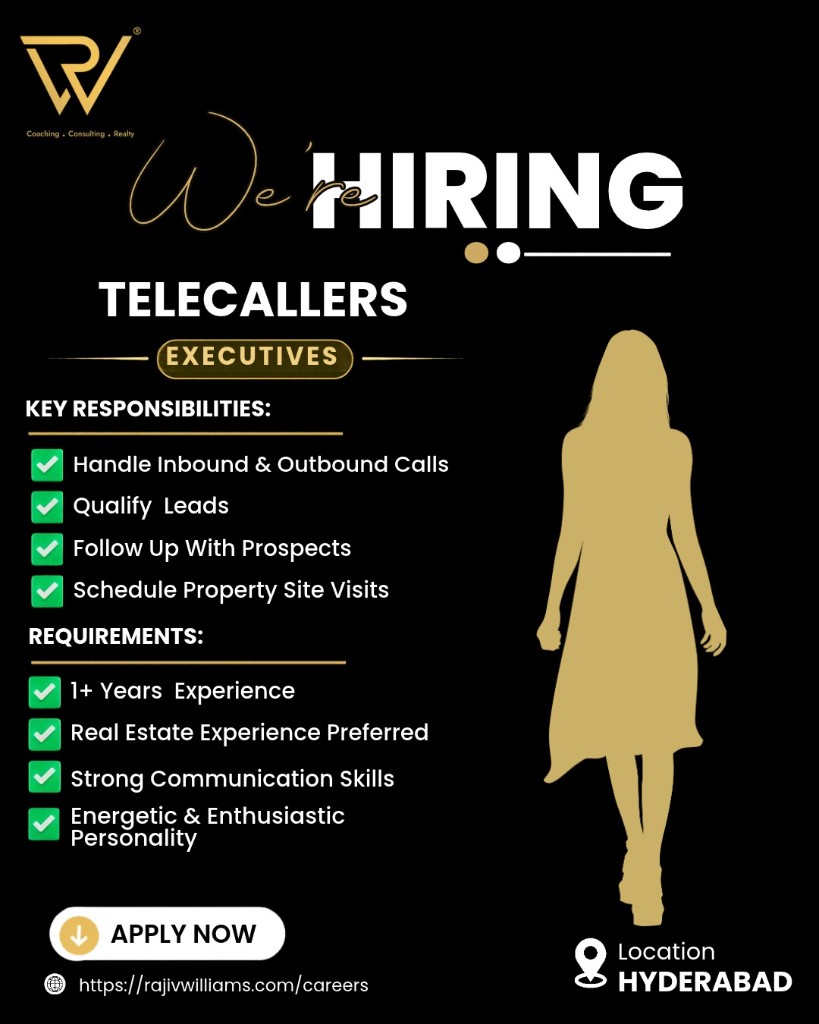 RW®
Coaching . Consulting . Realty
We're HIRING
TELECALLERS
EXECUTIVES
KEY RESPONSIBILITIES:
Handle Inbound & Outbound Calls
Qualify Leads
Follow Up With Prospects
Schedule Property Site Visits
REQUIREMENTS:
1+ Years Experience
Real Estate Experience Preferred
Strong Communication Skills
Energetic & Enthusiastic
Personality
APPLY NOW
https://rajivwilliams.com/careers
Location
HYDERABAD